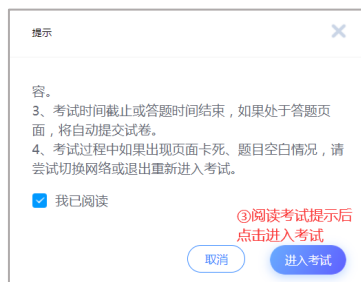 提示
容。
3、考试时间截止或答题时间结束，如果处于答题页
面，将自动提交试卷。
4、考试过程中如果出现页面卡死、题目空白情况，请
尝试切换网络或退出重新进入考试。
我已阅读
③阅读考试提示后
点击进入考试
取消
进入考试